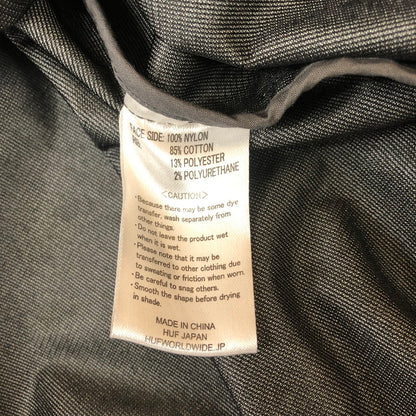 FACE SIDE: 100% NYLON
85% COTTON
13% POLYESTER
2% POLYURETHANE
<CAUTION>
・Because there may be some dye
transfer, wash separately from
other things.
・Do not leave the product wet
when it is wet.
・Please note that it may be
transferred to other clothing due
to sweating or friction when worn.
・Be careful to snag others.
・Smooth the shape before drying
in shade.
MADE IN CHINA
HUF JAPAN
HUFWORLDWIDE.JP